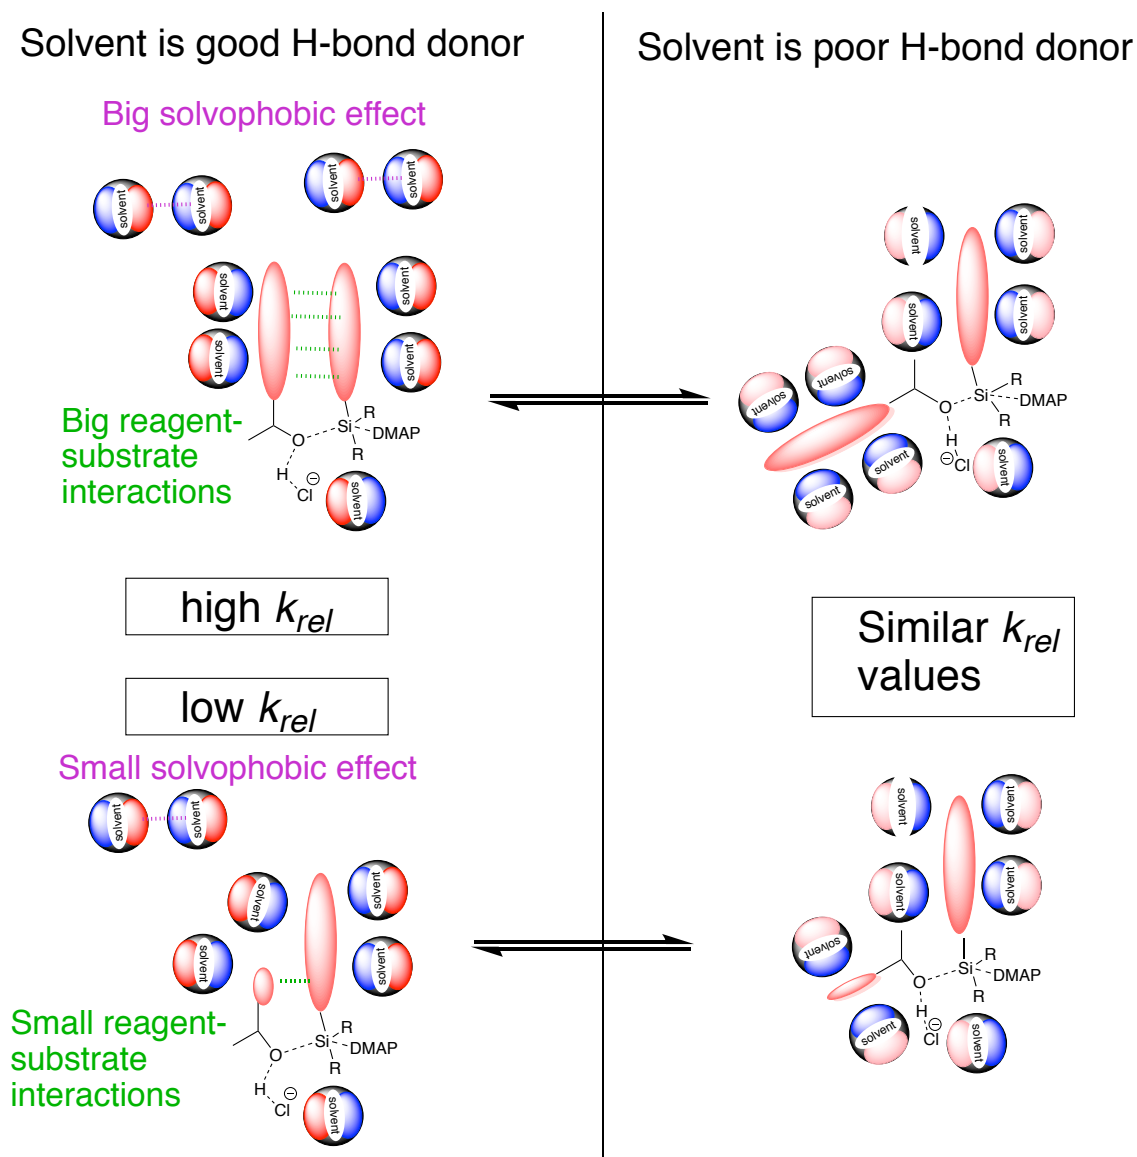 Solvent is good H-bond donor
Solvent is poor H-bond donor
Big solvophobic effect
solvent
solvent
solvent
solvent
solvent
solvent
solvent
solvent
Big reagent-
substrate
interactions
O
Si
R
DMAP
R
H
Cl
⊖
solvent
solvent
solvent
solvent
solvent
solvent
solvent
solvent
solvent
O
Si
R
DMAP
R
H
⊖
Cl
solvent
high krel
low krel
Similar krel
values
Small solvophobic effect
solvent
solvent
solvent
solvent
solvent
solvent
Small reagent-
substrate
interactions
O
Si
R
DMAP
R
H
Cl
⊖
solvent
solvent
solvent
solvent
solvent
solvent
solvent
O
Si
R
DMAP
R
H
⊖
Cl
solvent